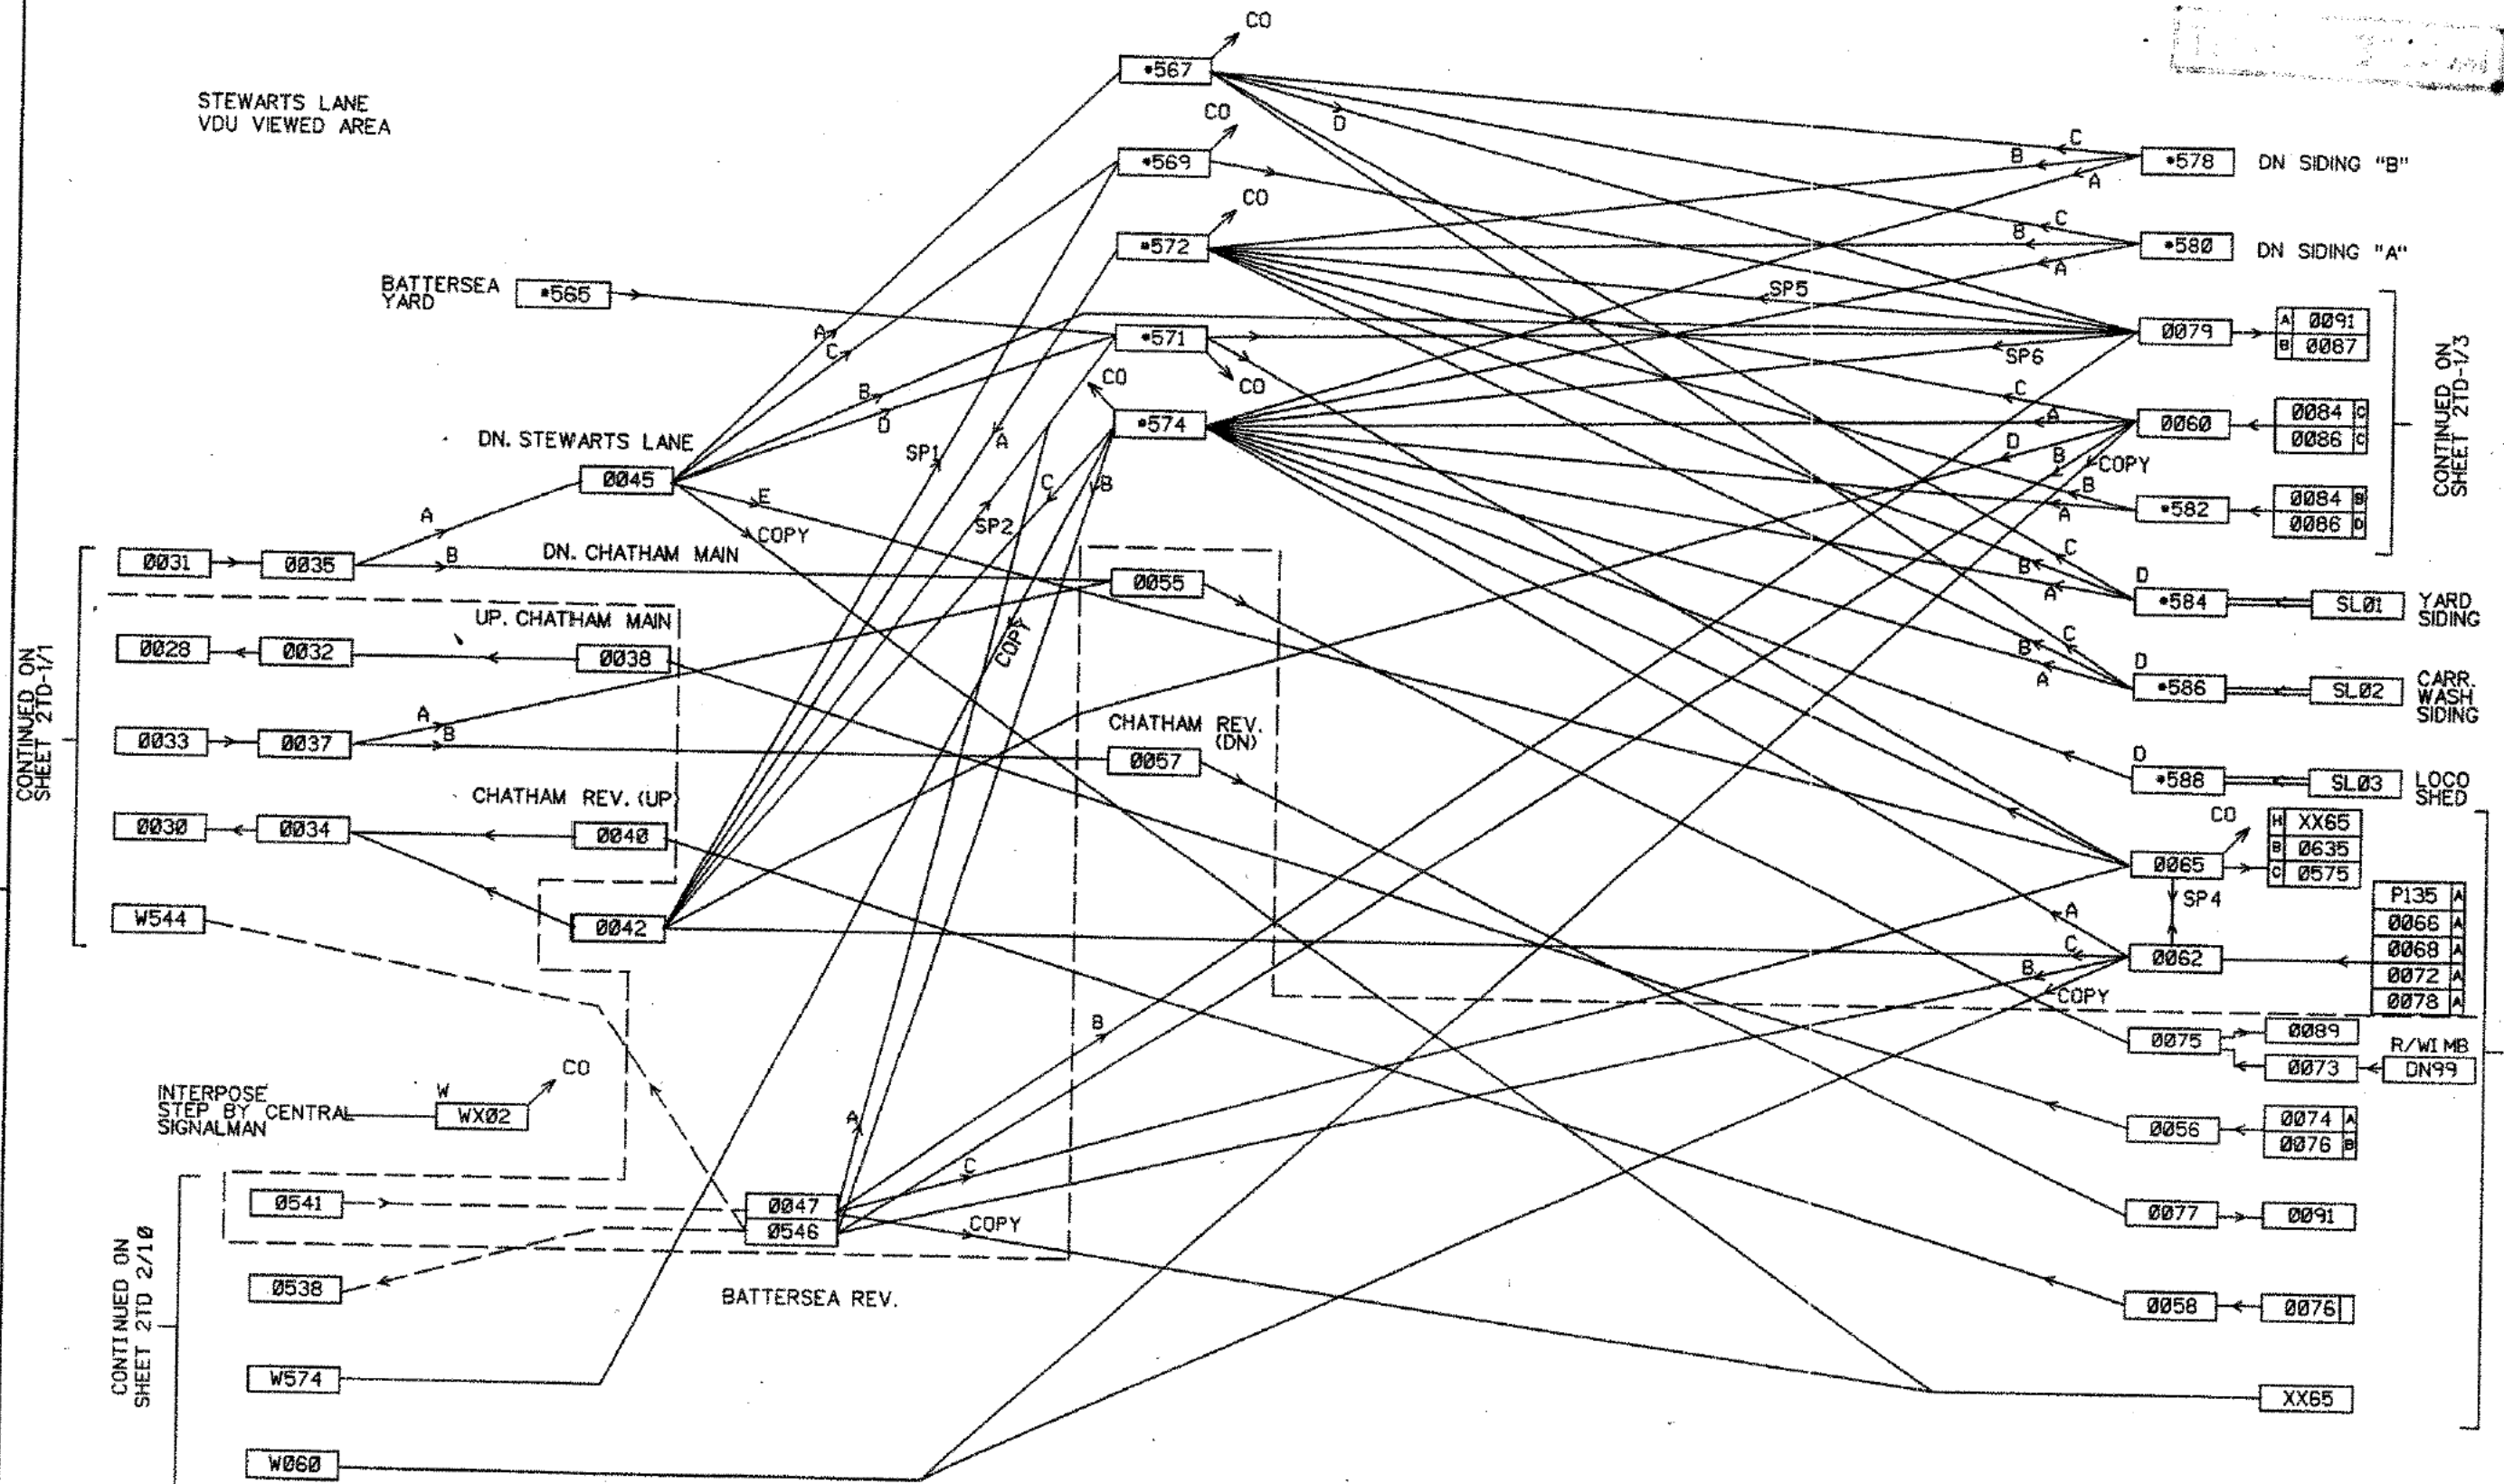 CO
*567
STEWARTS LANE
VDU VIEWED AREA
D
CO
*569
C
B
A
*578 DN SIDING "B"
CO
*572
C
B
A
*580 DN SIDING "A"
BATTERSEA
YARD
*565
SP5
A
C
*571
CO
SP6
0079
A 0091
B 0087
CONTINUED ON
SHEET 2TD-1/3
B
D
CO
*574
C
A
D
B
COPY
0060
0084 C
0086 C
DN. STEWARTS LANE
0045
SP1
A
C
B
B
A
*582
0084 B
0086 D
E
COPY
SP2
A
B
DN. CHATHAM MAIN
0031
0035
0055
C
B
A
D
*584
SL01
YARD
SIDING
UP. CHATHAM MAIN
0028
0032
0038
COPY
C
B
A
D
*586
SL02
CARR.
WASH
SIDING
CONTINUED ON
SHEET 2TD-1/1
0033
0037
A
B
CHATHAM REV.
(DN)
0057
D
*588
SL03
LOCO
SHED
CHATHAM REV. (UP)
0030
0034
0040
CO
0065
H XX65
B 0635
C 0575
SP4
W544
0042
A
C
B
COPY
0062
P135 A
0066 A
0068 A
0072 A
0078 A
B
0075
0089
0073
R/WIMB
DN99
INTERPOSE
STEP BY CENTRAL
SIGNALMAN
W
WX02
CO
A
0056
0074 A
0076 B
C
0541
0047
0546
COPY
0077
0091
CONTINUED ON
SHEET 2TD 2/10
0538
BATTERSEA REV.
0058
0076
W574
XX65
W060